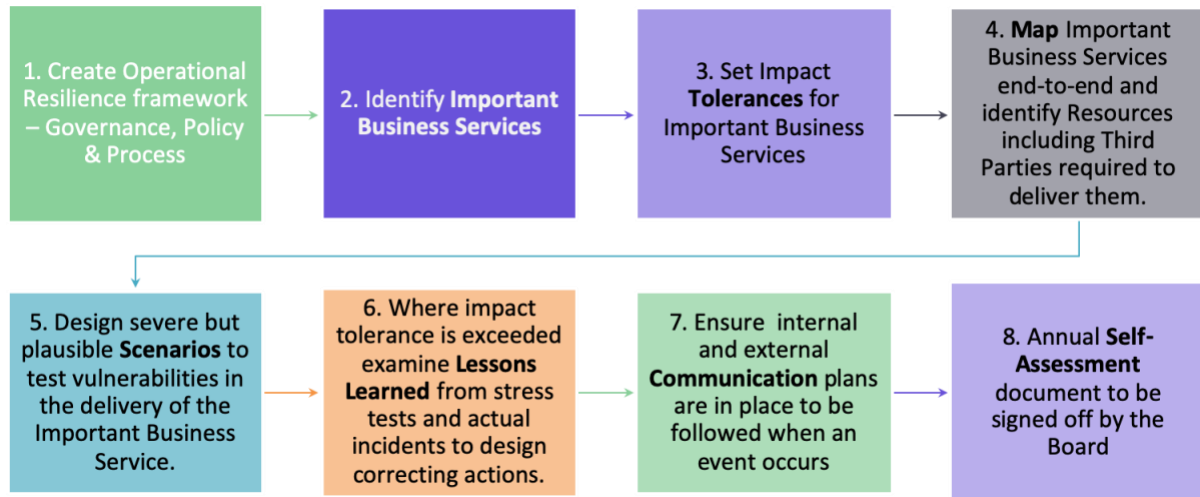 1. Create Operational
Resilience framework
– Governance, Policy
& Process
2. Identify Important
Business Services
3. Set Impact
Tolerances for
Important Business
Services
4. Map Important
Business Services
end-to-end and
identify Resources
including Third
Parties required to
deliver them.
5. Design severe but
plausible Scenarios to
test vulnerabilities in
the delivery of the
Important Business
Service.
6. Where impact
tolerance is exceeded
examine Lessons
Learned from stress
tests and actual
incidents to design
correcting actions.
7. Ensure  internal
and external
Communication plans
are in place to be
followed when an
event occurs
8. Annual Self-
Assessment
document to be
signed off by the
Board